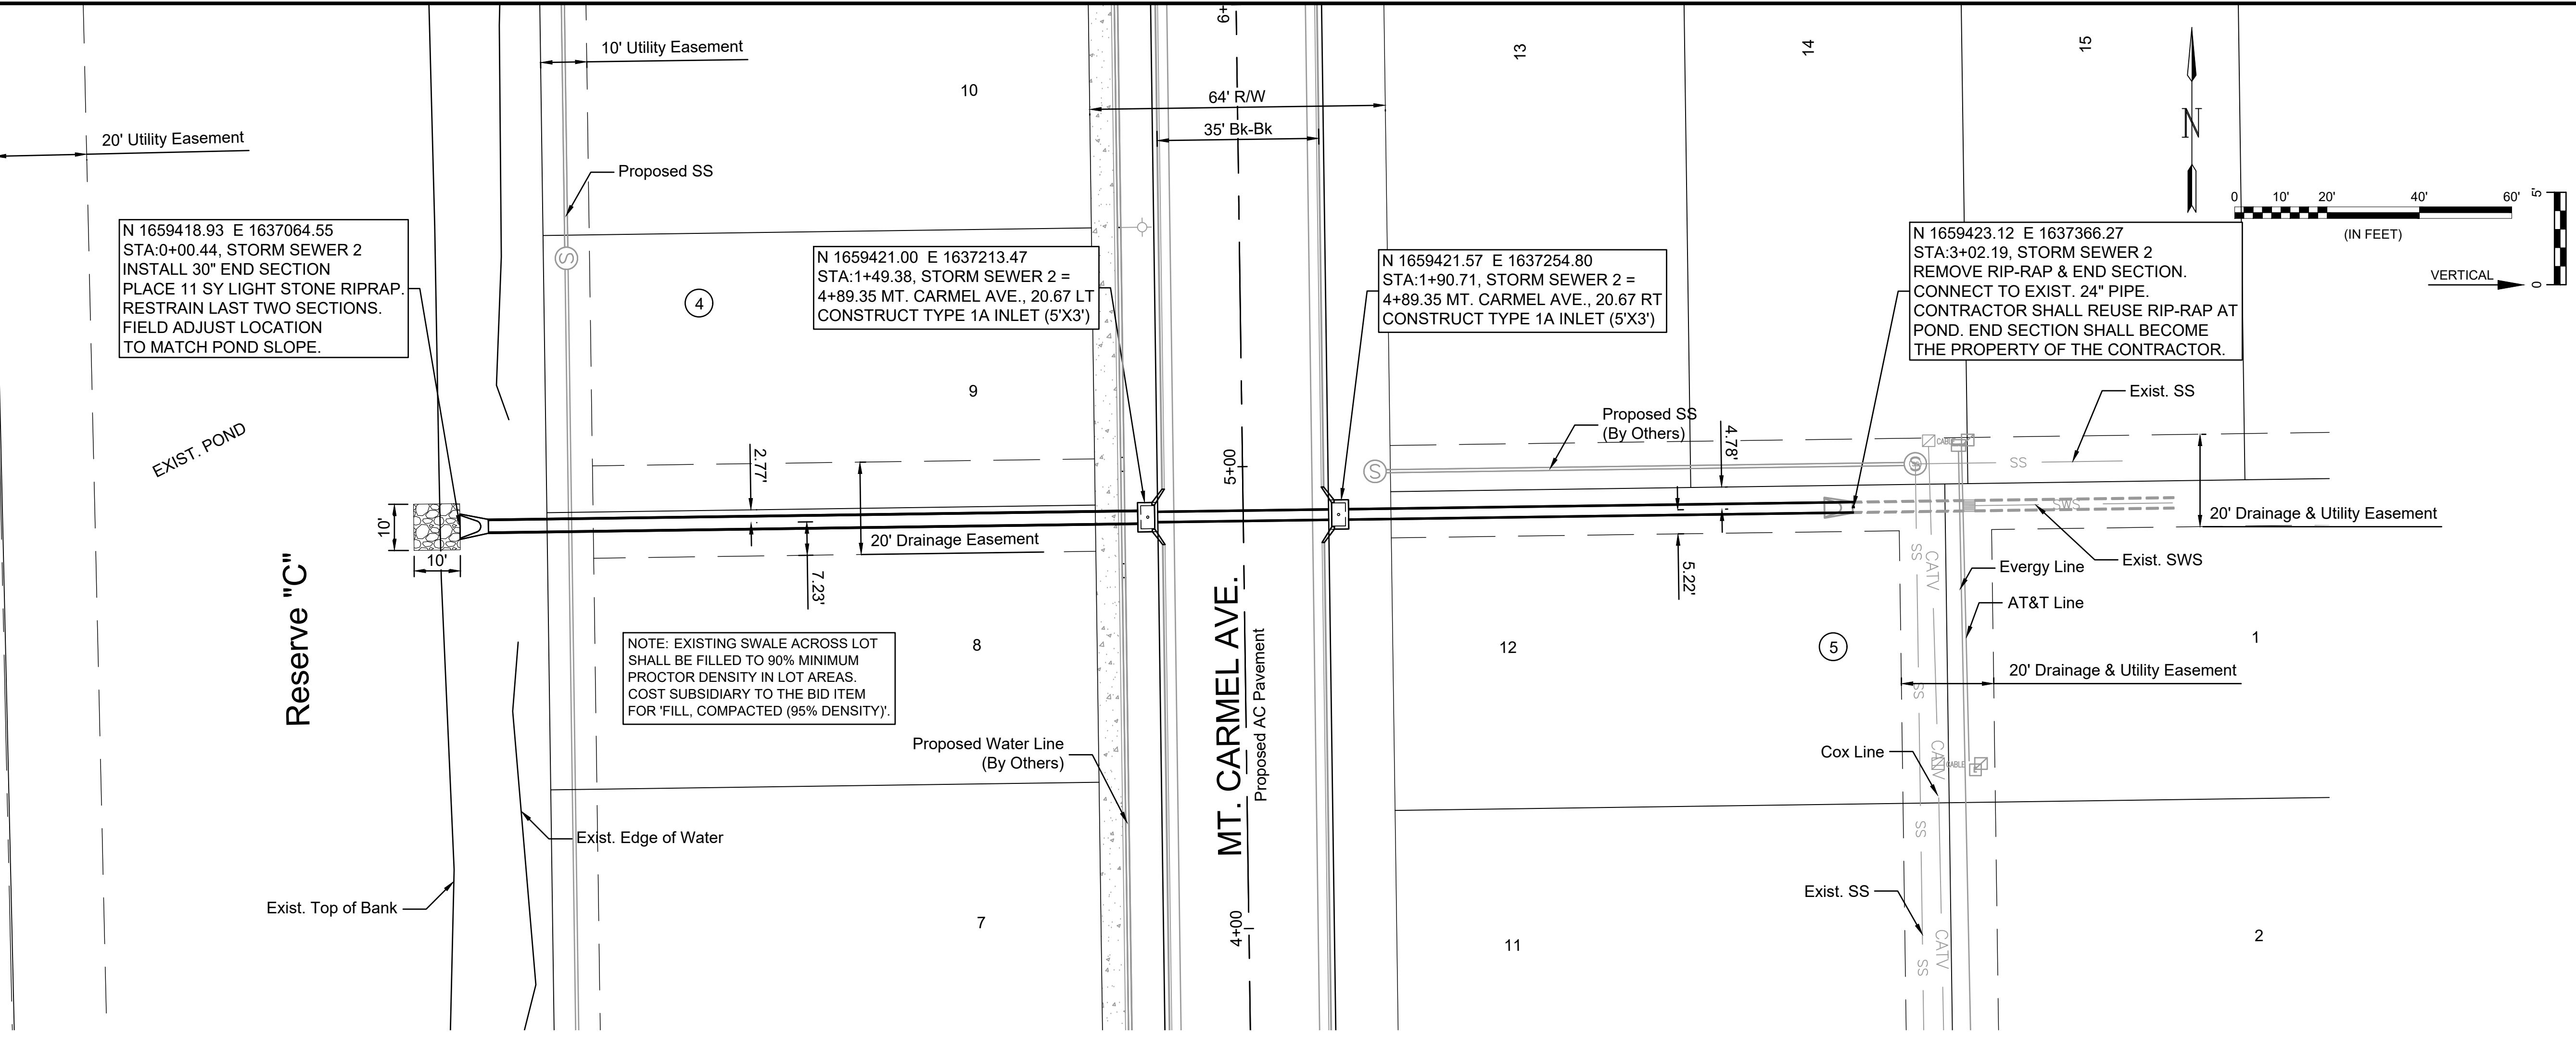 6+
10' Utility Easement
13
14
15
10
64' R/W
35' Bk-Bk
N
20' Utility Easement
Proposed SS
0 10' 20' 40' 60'
(IN FEET)
5'
0
VERTICAL
N 1659418.93 E 1637064.55
STA:0+00.44, STORM SEWER 2
INSTALL 30" END SECTION
PLACE 11 SY LIGHT STONE RIPRAP.
RESTRAIN LAST TWO SECTIONS.
FIELD ADJUST LOCATION
TO MATCH POND SLOPE.
S
4
N 1659421.00 E 1637213.47
STA:1+49.38, STORM SEWER 2 =
4+89.35 MT. CARMEL AVE., 20.67 LT
CONSTRUCT TYPE 1A INLET (5'X3')
N 1659421.57 E 1637254.80
STA:1+90.71, STORM SEWER 2 =
4+89.35 MT. CARMEL AVE., 20.67 RT
CONSTRUCT TYPE 1A INLET (5'X3')
N 1659423.12 E 1637366.27
STA:3+02.19, STORM SEWER 2
REMOVE RIP-RAP & END SECTION.
CONNECT TO EXIST. 24" PIPE.
CONTRACTOR SHALL REUSE RIP-RAP AT
POND. END SECTION SHALL BECOME
THE PROPERTY OF THE CONTRACTOR.
9
Exist. SS
Proposed SS
(By Others)
4.78'
CABLE
EXIST. POND
2.77'
5+00
S
S
SS
10'
10'
20' Drainage Easement
7.23'
5.22'
SWS
20' Drainage & Utility Easement
Exist. SWS
SS
CATV
Evergy Line
AT&T Line
Reserve "C"
NOTE: EXISTING SWALE ACROSS LOT
SHALL BE FILLED TO 90% MINIMUM
PROCTOR DENSITY IN LOT AREAS.
COST SUBSIDIARY TO THE BID ITEM
FOR 'FILL, COMPACTED (95% DENSITY)'.
8
MT. CARMEL AVE.
Proposed AC Pavement
12
5
1
20' Drainage & Utility Easement
SS
Proposed Water Line
(By Others)
Cox Line
CATV
CABLE
Exist. Edge of Water
SS
Exist. Top of Bank
7
4+00
11
Exist. SS
CATV
SS
2